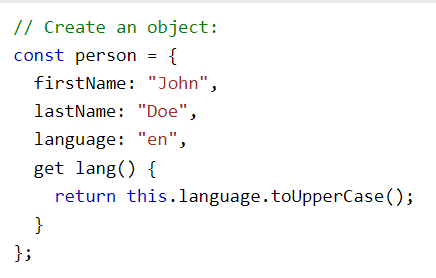 // Create an object:
const person = {
  firstName: "John",
  lastName: "Doe",
  language: "en",
  get lang() {
    return this.language.toUpperCase();
  }
};